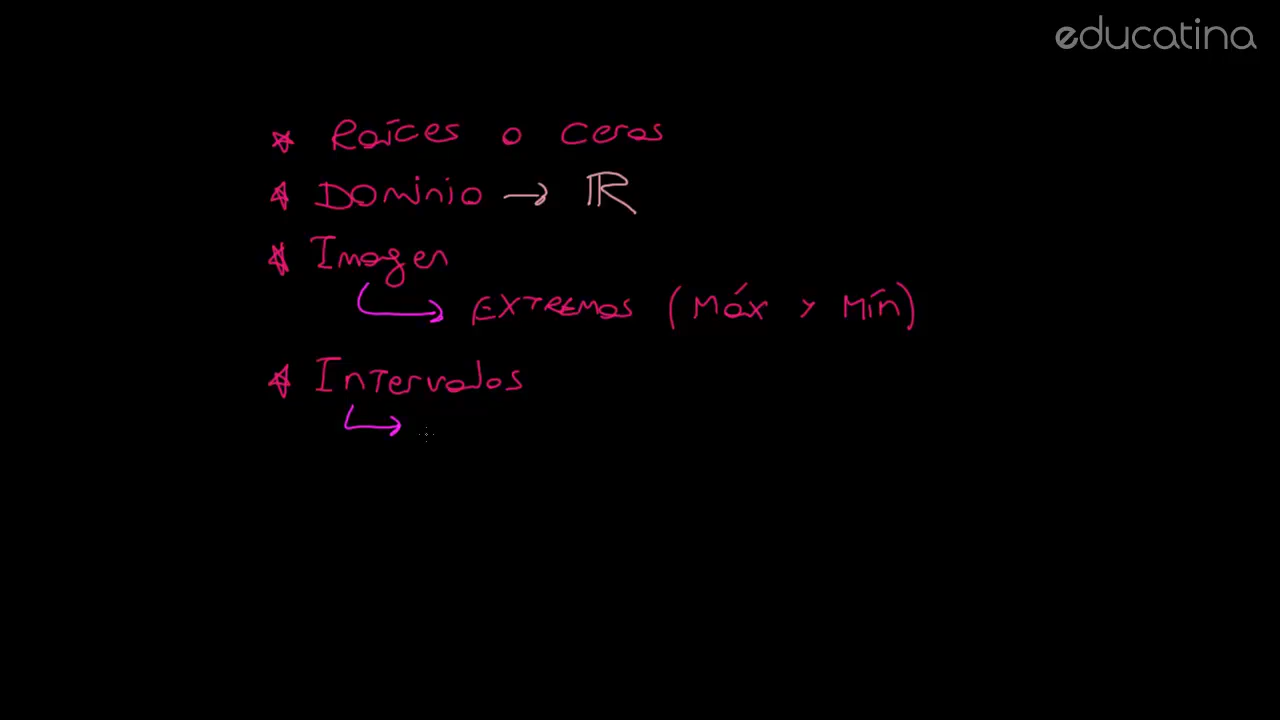 educatina
* Raíces o ceros
* Dominio → ℝ
* Imagen
↳ EXTREMOS (Máx y Mín)
* Intervalos
↳